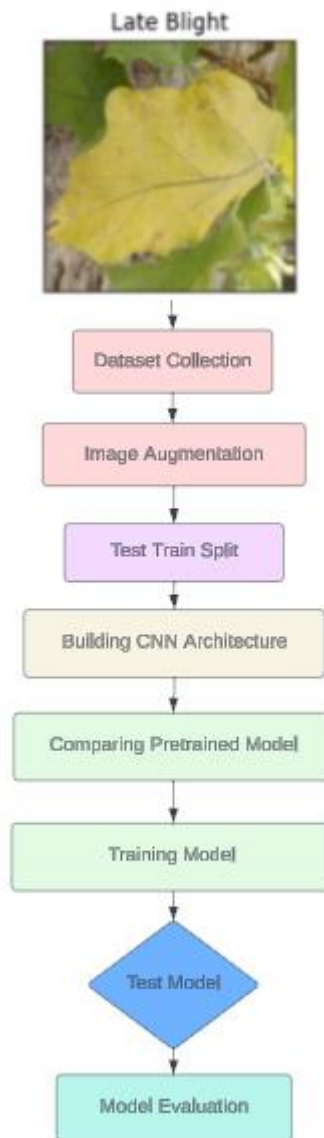 Late Blight
Dataset Collection
Image Augmentation
Test Train Split
Building CNN Architecture
Comparing Pretrained Model
Training Model
Test Model
Model Evaluation